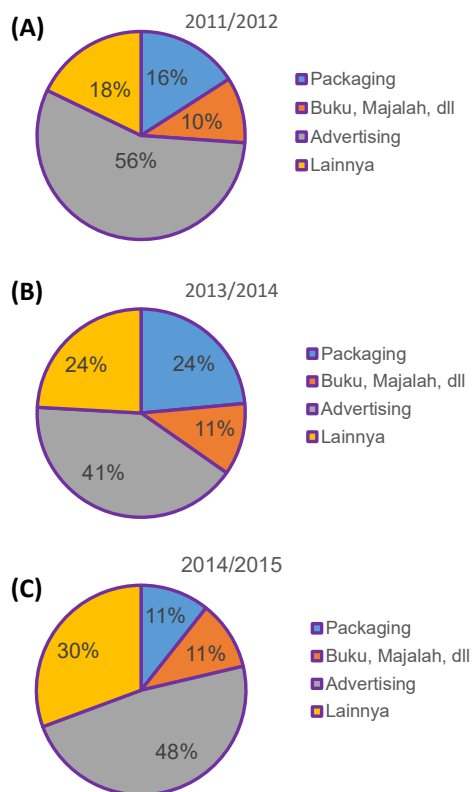 (A)
2011/2012
18%
16%
10%
56%
Packaging
Buku, Majalah, dll
Advertising
Lainnya
(B)
2013/2014
24%
24%
11%
41%
Packaging
Buku, Majalah, dll
Advertising
Lainnya
(C)
2014/2015
11%
30%
11%
48%
Packaging
Buku, Majalah, dll
Advertising
Lainnya